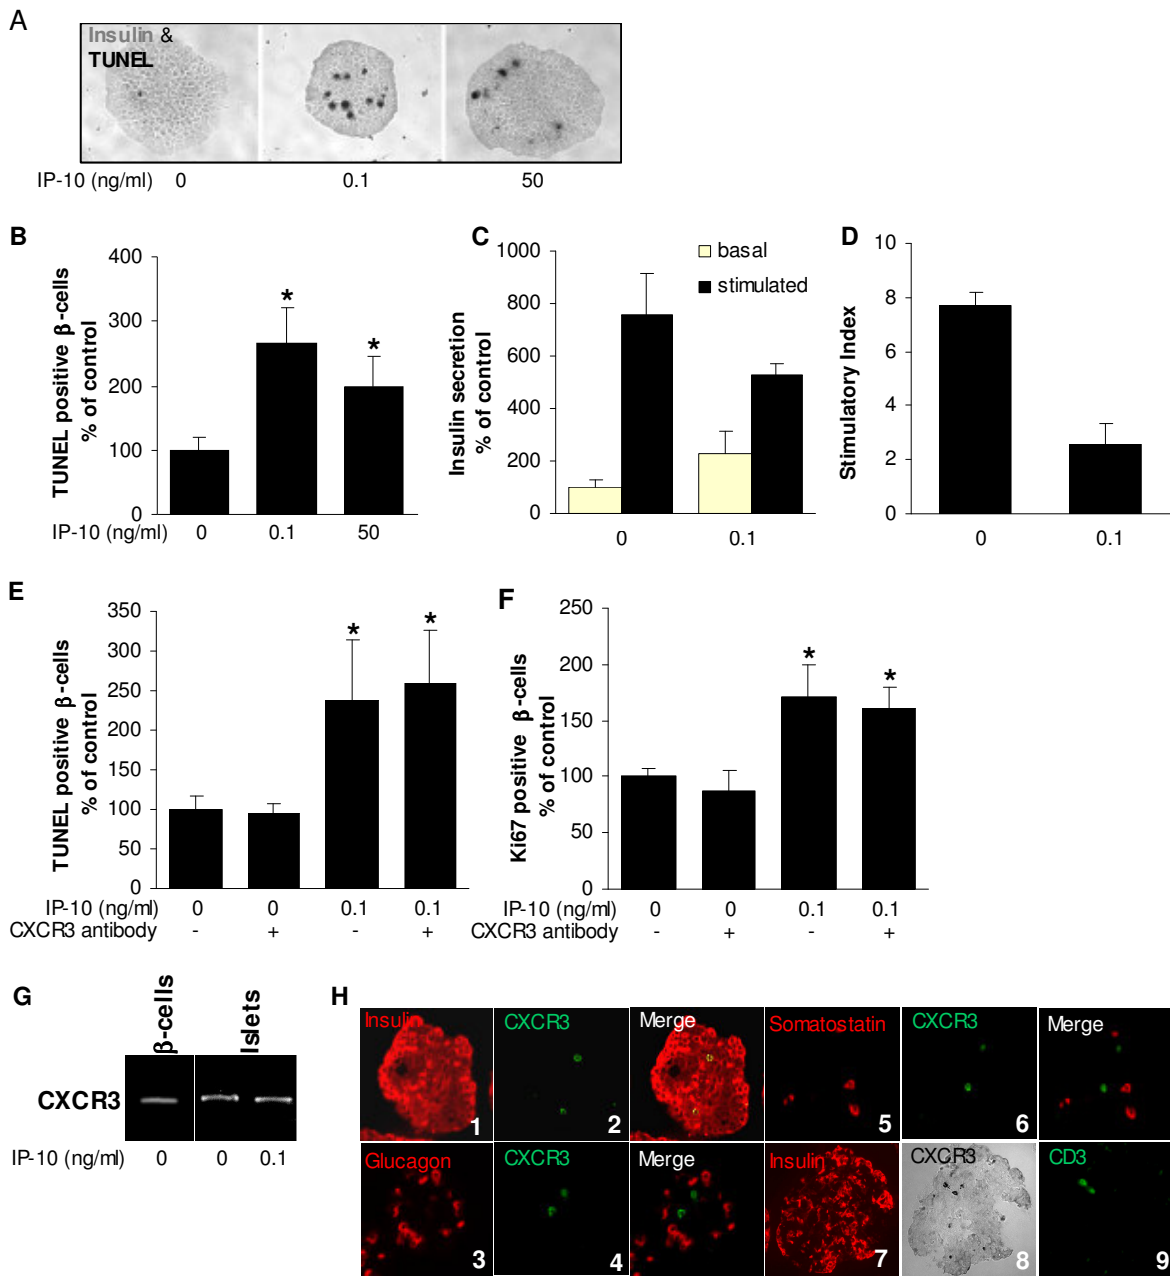 A
Insulin &
TUNEL
IP-10 (ng/ml) 0 0.1 50
B
TUNEL positive β-cells
% of control
400
300
200
100
0
IP-10 (ng/ml) 0 0.1 50
*
*
C
Insulin secretion
% of control
1000
800
600
400
200
0
basal
stimulated
0 0.1
D
Stimulatory Index
10
8
6
4
2
0
0 0.1
E
TUNEL positive β-cells
% of control
350
300
250
200
150
100
50
0
*
*
IP-10 (ng/ml) 0 0 0.1 0.1
CXCR3 antibody - + - +
F
Ki67 positive β-cells
% of control
250
200
150
100
50
0
*
*
IP-10 (ng/ml) 0 0 0.1 0.1
CXCR3 antibody - + - +
G
β-cells
Islets
CXCR3
IP-10 (ng/ml) 0 0 0.1
H
Insulin CXCR3 Merge Somatostatin CXCR3 Merge
1 2 5 6
Glucagon CXCR3 Merge Insulin CXCR3 CD3
3 4 7 8 9